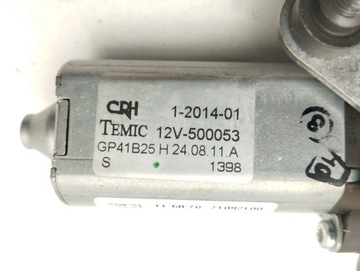 CRH 1-2014-01
TEMIC 12V-500053
GP41B25 H 24.08.11.A
S 1398